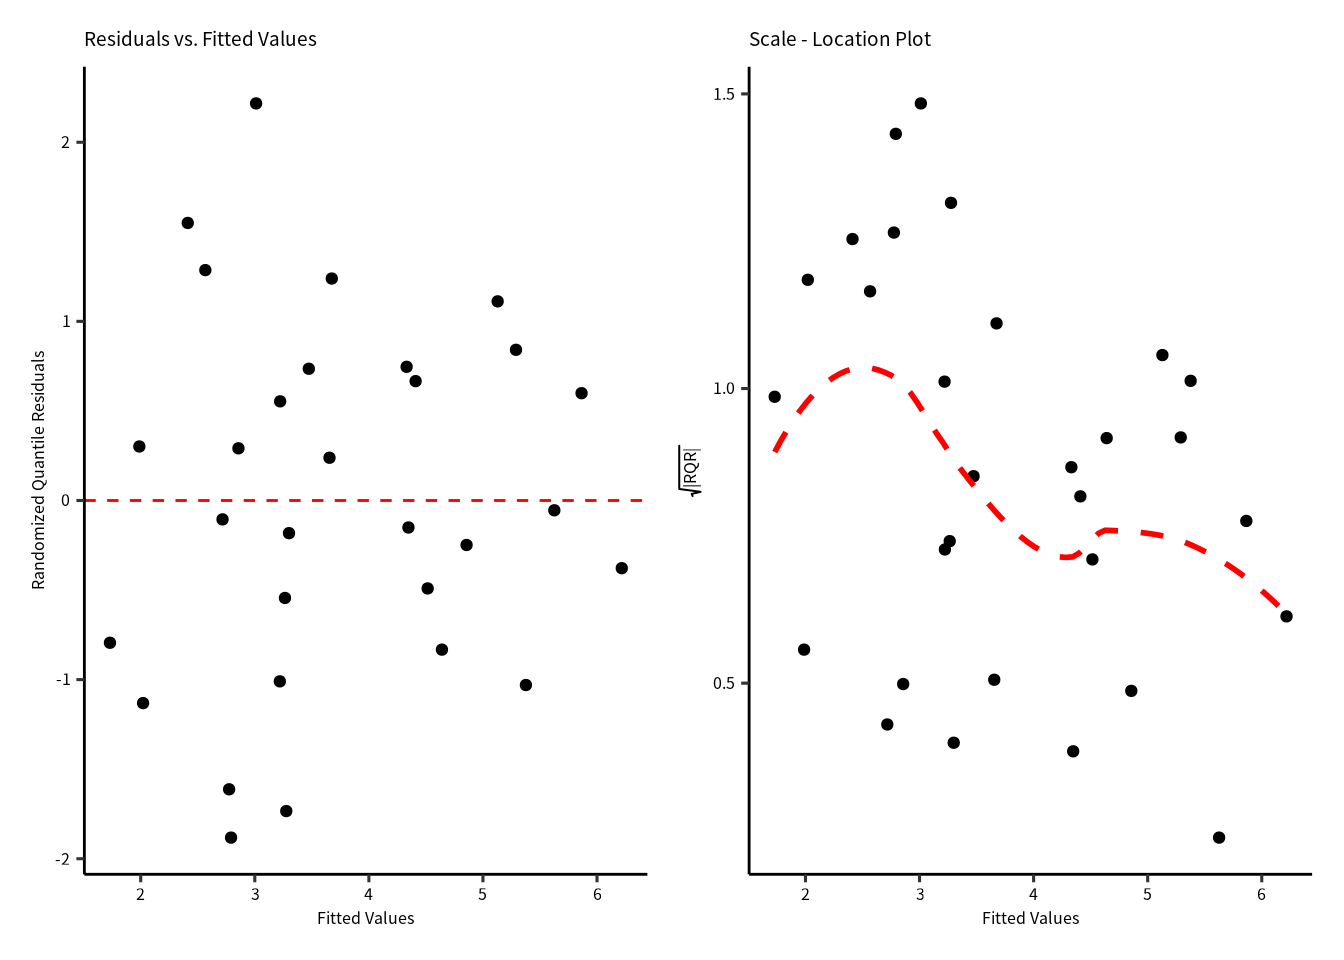 Residuals vs. Fitted Values
Randomized Quantile Residuals
2
1
0
-1
-2
2 3 4 5 6
Fitted Values
Scale - Location Plot
√|RQR|
1.5
1.0
0.5
2 3 4 5 6
Fitted Values